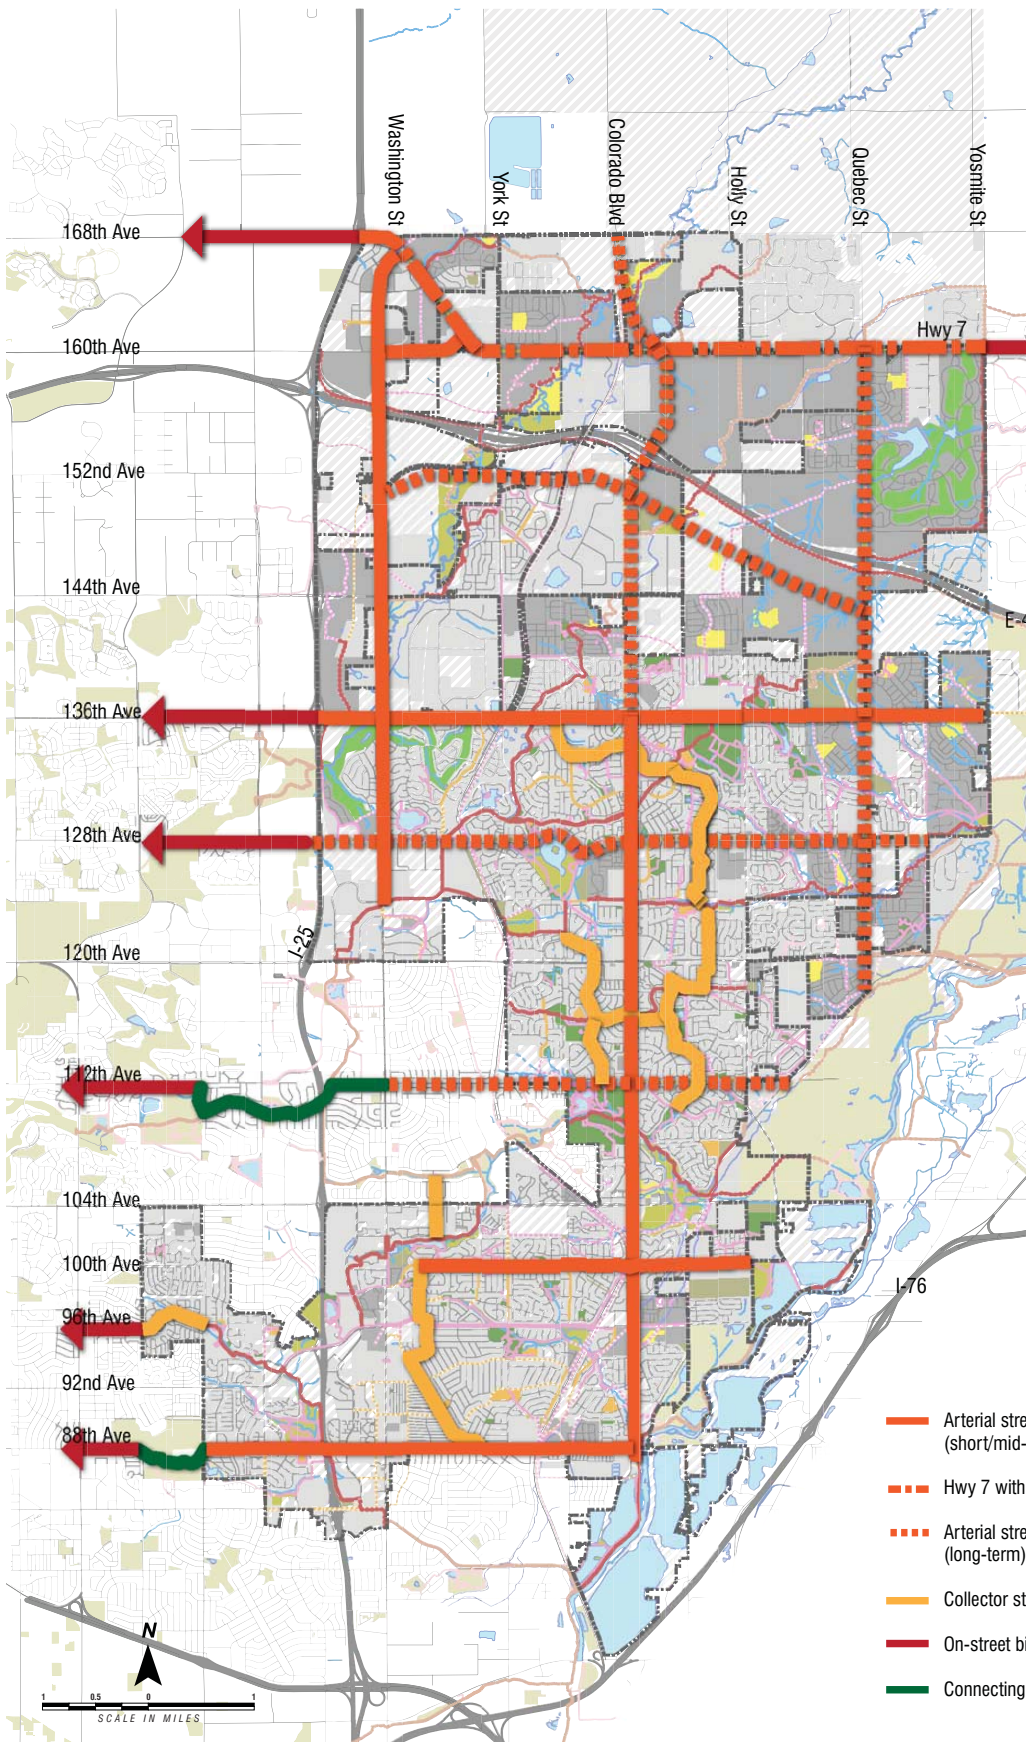 Washington St
York St
Colorado Blvd
Holly St
Quebec St
Yosmite St
168th Ave
Hwy 7
160th Ave
152nd Ave
144th Ave
E-4
136th Ave
128th Ave
I-25
120th Ave
112th Ave
104th Ave
100th Ave
I-76
96th Ave
92nd Ave
88th Ave
Arterial stre
(short/mid-
Hwy 7 with
Arterial stre
(long-term)
Collector st
On-street bi
Connecting
N
1 0.5 0 1
SCALE IN MILES